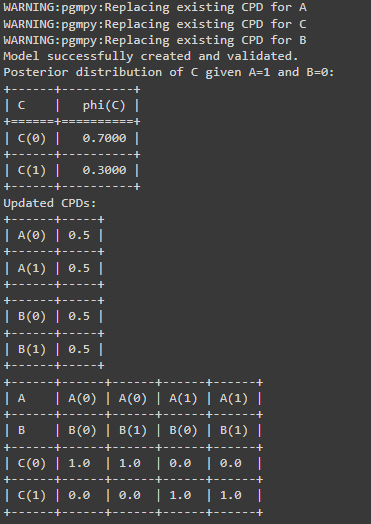 WARNING:pgmpy:Replacing existing CPD for A
WARNING:pgmpy:Replacing existing CPD for C
WARNING:pgmpy:Replacing existing CPD for B
Model successfully created and validated.
Posterior distribution of C given A=1 and B=0:
+------+----------+
| C    |   phi(C) |
+======+==========+
| C(0) |   0.7000 |
+------+----------+
| C(1) |   0.3000 |
+------+----------+
Updated CPDs:
+------+-----+
| A(0) | 0.5 |
+------+-----+
| A(1) | 0.5 |
+------+-----+
+------+-----+
| B(0) | 0.5 |
+------+-----+
| B(1) | 0.5 |
+------+-----+
+------+------+------+------+------+
| A    | A(0) | A(0) | A(1) | A(1) |
+------+------+------+------+------+
| B    | B(0) | B(1) | B(0) | B(1) |
+------+------+------+------+------+
| C(0) | 1.0  | 1.0  | 0.0  | 0.0  |
+------+------+------+------+------+
| C(1) | 0.0  | 0.0  | 1.0  | 1.0  |
+------+------+------+------+------+